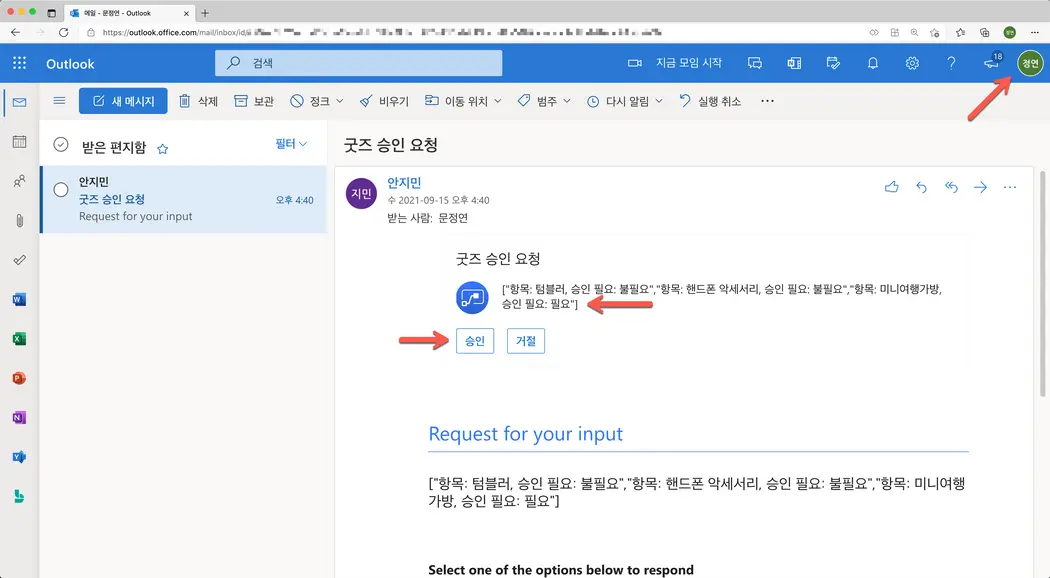 메일 - 문정연 - Outlook
https://outlook.office.com/mail/inbox/id/
Outlook
검색
지금 모임 시작
18
정연
새 메시지
삭제
보관
정크
비우기
이동 위치
범주
다시 알림
실행 취소
받은 편지함
필터
안지민
굿즈 승인 요청
오후 4:40
Request for your input
굿즈 승인 요청
지민
안지민
수 2021-09-15 오후 4:40
받는 사람: 문정연
굿즈 승인 요청
["항목: 텀블러, 승인 필요: 불필요","항목: 핸드폰 악세서리, 승인 필요: 불필요","항목: 미니여행가방,
승인 필요: 필요"]
승인
거절
Request for your input
["항목: 텀블러, 승인 필요: 불필요","항목: 핸드폰 악세서리, 승인 필요: 불필요","항목: 미니여행
가방, 승인 필요: 필요"]
Select one of the options below to respond